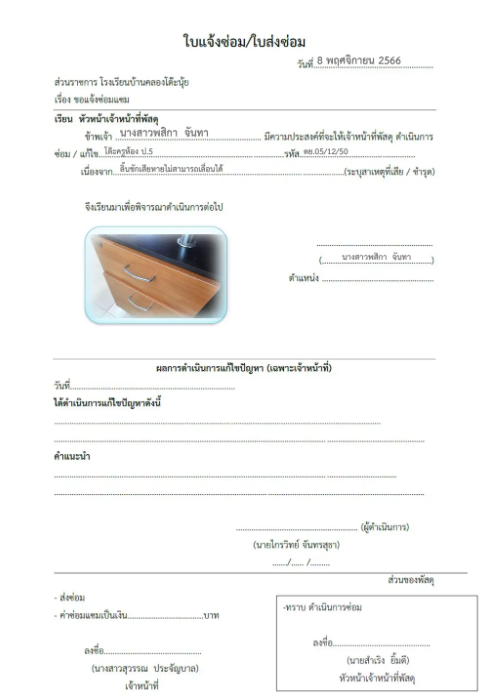 ใบแจ้งซ่อม/ใบส่งซ่อม
วันที่ 8 พฤศจิกายน 2566
ส่วนราชการ โรงเรียนบ้านคลองโต๊ะนุ้ย
เรื่อง ขอแจ้งซ่อมแซม
เรียน หัวหน้าเจ้าหน้าที่พัสดุ
ข้าพเจ้า นางสาวพสิกา จันทา มีความประสงค์ที่จะให้เจ้าหน้าที่พัสดุ ดำเนินการ
ซ่อม / แก้ไข โต๊ะครูห้อง ป.5 รหัส ตย.05/12/50
เนื่องจาก ลิ้นชักเสียหายไม่สามารถเลื่อนได้ (ระบุสาเหตุที่เสีย / ชำรุด)
จึงเรียนมาเพื่อพิจารณาดำเนินการต่อไป
( นางสาวพสิกา จันทา )
ตำแหน่ง
ผลการดำเนินการแก้ไขปัญหา (เฉพาะเจ้าหน้าที่)
วันที่
ได้ดำเนินการแก้ไขปัญหาดังนี้
คำแนะนำ
(ผู้ดำเนินการ)
(นายไกรวิทย์ จันทรสุธา)
....../...... /.........
ส่วนของพัสดุ
- ส่งซ่อม
- ค่าซ่อมแซมเป็นเงิน บาท
ลงชื่อ
(นางสาวสุวรรณ ประจัญบาล)
เจ้าหน้าที่
-ทราบ ดำเนินการซ่อม
ลงชื่อ
(นายสำเริง ยิ้มดี)
หัวหน้าเจ้าหน้าที่พัสดุ